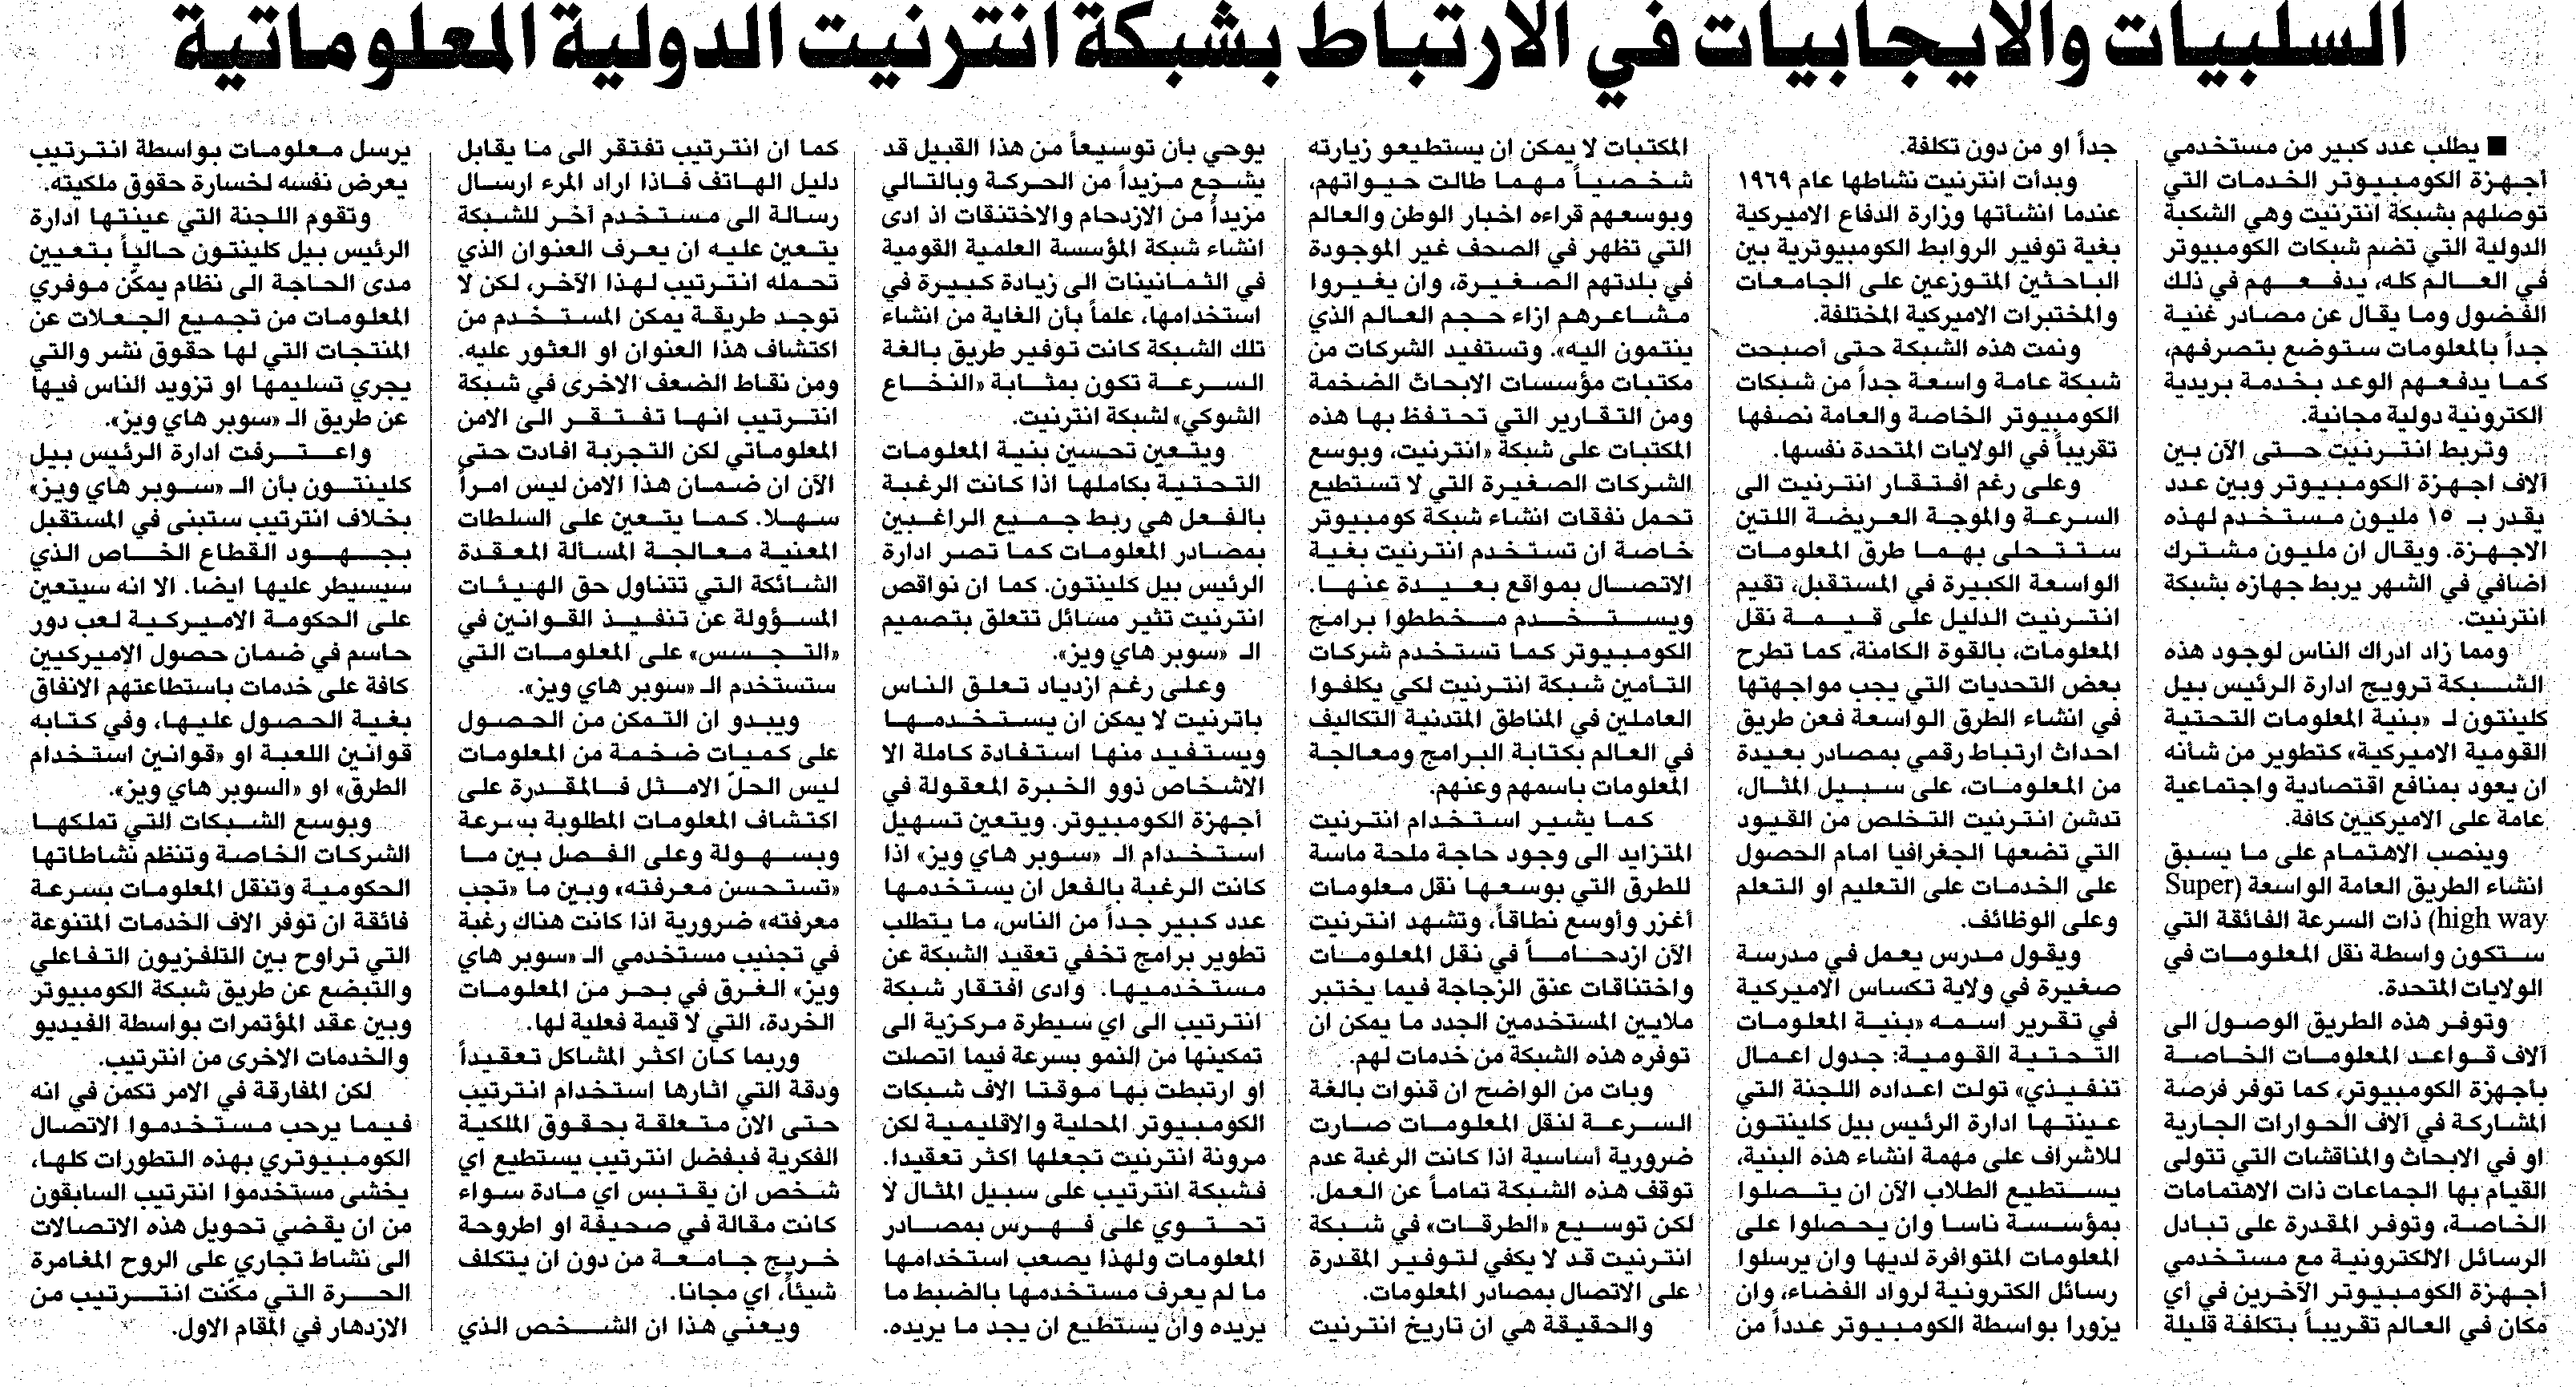 السلبيات والايجابيات في الارتباط بشبكة انترنيت الدولية المعلوماتية
■ يطلب عدد كبير من مستخدمي
أجهزة الكومبيوتر الخدمات التي
توصلهم بشبكة انترنيت وهي الشكبة
الدولية التي تضم شبكات الكومبيوتر
في العالم كله، يدفعهم في ذلك
الفضول وما يقال عن مصادر غنية
جداً بالمعلومات ستوضع بتصرفهم،
كما يدفعهم الوعد بخدمة بريدية
الكترونية دولية مجانية.
وتربط انترنيت حتى الآن بين
آلاف اجهزة الكومبيوتر وبين عدد
يقدر بـ ١٥ مليون مستخدم لهذه
الاجهزة. ويقال ان مليون مشترك
اضافي في الشهر يربط جهازه بشبكة
انترنيت.
ومما زاد ادراك الناس لوجود هذه
الشبكة ترويج ادارة الرئيس بيل
كلينتون لـ «بنية المعلومات التحتية
القومية الاميركية» كتطوير من شأنه
ان يعود بمنافع اقتصادية واجتماعية
عامة على الاميركيين كافة.
وينصب الاهتمام على ما يسبق
انشاء الطريق العامة الواسعة (Super
high way) ذات السرعة الفائقة التي
ستكون واسطة نقل المعلومات في
الولايات المتحدة.
وتوفر هذه الطريق الوصول الى
آلاف قواعد المعلومات الخاصة
بأجهزة الكومبيوتر، كما توفر فرصة
المشاركة في آلاف الحوارات الجارية
او في الابحاث والمناقشات التي تتولى
القيام بها الجماعات ذات الاهتمامات
الخاصة، وتوفر المقدرة على تبادل
الرسائل الالكترونية مع مستخدمي
أجهزة الكومبيوتر الآخرين في أي
مكان في العالم تقريباً بتكلفة قليلة
جداً او من دون تكلفة.
وبدأت انترنيت نشاطها عام ١٩٦٩
عندما انشأتها وزارة الدفاع الاميركية
بغية توفير الروابط الكومبيوترية بين
الباحثين المتوزعين على الجامعات
والمختبرات الاميركية المختلفة.
ونمت هذه الشبكة حتى أصبحت
شبكة عامة واسعة جداً من شبكات
الكومبيوتر الخاصة والعامة نصفها
تقريباً في الولايات المتحدة نفسها.
وعلى رغم افتقار انترنيت الى
السرعة والموجة العريضة اللتين
ستتحلى بهما طرق المعلومات
الواسعة الكبيرة في المستقبل، تقيم
انترنيت الدليل على قيمة نقل
المعلومات، بالقوة الكامنة، كما تطرح
بعض التحديات التي يجب مواجهتها
في انشاء الطرق الواسعة فعن طريق
احداث ارتباط رقمي بمصادر بعيدة
من المعلومات، على سبيل المثال،
تدشن انترنيت التخلص من القيود
التي تضعها الجغرافيا امام الحصول
على الخدمات على التعليم او التعلم
وعلى الوظائف.
ويقول مدرس يعمل في مدرسة
صغيرة في ولاية تكساس الاميركية
في تقرير اسمه «بنية المعلومات
التحتية القومية: جدول اعمال
تنفيذي» تولت اعداده اللجنة التي
عينتها ادارة الرئيس بيل كلينتون
للاشراف على مهمة انشاء هذه البنية،
يستطيع الطلاب الآن ان يتصلوا
بمؤسسة ناسا وان يحصلوا على
المعلومات المتوافرة لديها وان يرسلوا
رسائل الكترونية لرواد الفضاء، وان
يزورا بواسطة الكومبيوتر عدداً من
المكتبات لا يمكن ان يستطيعو زيارته
شخصياً مهما طالت حيواتهم،
وبوسعهم قراءه اخبار الوطن والعالم
التي تظهر في الصحف غير الموجودة
في بلدتهم الصغيرة، وان يغيروا
مشاعرهم ازاء حجم العالم الذي
ينتمون اليه». وتستفيد الشركات من
مكتبات مؤسسات الابحاث الضخمة
ومن التقارير التي تحتفظ بها هذه
المكتبات على شبكة «انترنيت، وبوسع
الشركات الصغيرة التي لا تستطيع
تحمل نفقات انشاء شبكة كومبيوتر
خاصة ان تستخدم انترنيت بغية
الاتصال بمواقع بعيدة عنها.
ويستخدم مخططوا برامج
الكومبيوتر كما تستخدم شركات
التأمين شبكة انترنيت لكي يكلفوا
العاملين في المناطق المتدنية التكاليف
في العالم بكتابة البرامج ومعالجة
المعلومات باسمهم وعنهم.
كما يشير استخدام انترنيت
المتزايد الى وجود حاجة ملحة ماسة
للطرق التي بوسعها نقل معلومات
أغزر وأوسع نطاقاً، وتشهد انترنيت
الآن ازدحاماً في نقل المعلومات
واختناقات عنق الزجاجة فيما يختبر
ملايين المستخدمين الجدد ما يمكن ان
توفره هذه الشبكة من خدمات لهم.
وبات من الواضح ان قنوات بالغة
السرعة لنقل المعلومات صارت
ضرورية أساسية اذا كانت الرغبة عدم
توقف هذه الشبكة تماماً عن العمل.
لكن توسيع «الطرقات» في شبكة
انترنيت قد لا يكفي لتوفير المقدرة
على الاتصال بمصادر المعلومات.
والحقيقة هي ان تاريخ انترنيت
يوحي بأن توسيعاً من هذا القبيل قد
يشجع مزيداً من الحركة وبالتالي
مزيداً من الازدحام والاختنقات اذ ادى
انشاء شبكة المؤسسة العلمية القومية
في الثمانينات الى زيادة كبيرة في
استخدامها، علماً بأن الغاية من انشاء
تلك الشبكة كانت توفير طريق بالغة
السرعة تكون بمثابة «النخاع
الشوكي» لشبكة انترنيت.
ويتعين تحسين بنية المعلومات
التحتية بكاملها اذا كانت الرغبة
بالفعل هي ربط جميع الراغبين
بمصادر المعلومات كما تصر ادارة
الرئيس بيل كلينتون. كما ان نواقص
انترنيت تثير مسائل تتعلق بتصميم
الـ «سوبر هاي ويز».
وعلى رغم ازدياد تعلق الناس
باترنيت لا يمكن ان يستخدمها
ويستفيد منها استفادة كاملة الا
الاشخاص ذوو الخبرة المعقولة في
أجهزة الكومبيوتر. ويتعين تسهيل
استخدام الـ «سوبر هاي ويز» اذا
كانت الرغبة بالفعل ان يستخدمها
عدد كبير جداً من الناس، ما يتطلب
تطوير برامج تخفي تعقيد الشبكة عن
مستخدميها. وادى افتقار شبكة
انترتيب الى اي سيطرة مركزية الى
تمكينها من النمو بسرعة فيما اتصلت
او ارتبطت بها موقتا الاف شبكات
الكومبيوتر المحلية والاقليمية لكن
مرونة انترنيت تجعلها اكثر تعقيدا.
فشبكة انترتيب على سبيل المثال لا
تحتوي على فهرس بمصادر
المعلومات ولهذا يصعب استخدامها
ما لم يعرف مستخدمها بالضبط ما
يريده وان يستطيع ان يجد ما يريده.
كما ان انترتيب تفتقر الى ما يقابل
دليل الهاتف فاذا اراد المرء ارسال
رسالة الى مستخدم آخر للشبكة
يتعين عليه ان يعرف العنوان الذي
تحمله انترتيب لهذا الآخر، لكن لا
توجد طريقة يمكن المستخدم من
اكتشاف هذا العنوان او العثور عليه.
ومن نقاط الضعف الاخرى في شبكة
انترتيب انها تفتقر الى الامن
المعلوماتي لكن التجربة افادت حتى
الآن ان ضمان هذا الامن ليس امراً
سهلا. كما يتعين على السلطات
المعنية معالجة المسألة المعقدة
الشائكة التي تتناول حق الهيئات
المسؤولة عن تنفيذ القوانين في
«التجسس» على المعلومات التي
ستستخدم الـ «سوبر هاي ويز».
ويبدو ان التمكن من الحصول
على كميات ضخمة من المعلومات
ليس الحلّ الامثل فالمقدرة على
اكتشاف المعلومات المطلوبة بسرعة
وبسهولة وعلى الفصل بين ما
«تستحسن معرفته» وبين ما «تجب
معرفته» ضرورية اذا كانت هناك رغبة
في تجنيب مستخدمي الـ «سوبر هاي
ويز» الغرق في بحر من المعلومات
الخردة، التي لا قيمة فعلية لها.
وربما كان اكثر المشاكل تعقيداً
ودقة التي اثارها استخدام انترتيب
حتى الان متعلقة بحقوق الملكية
الفكرية فبفضل انترتيب يستطيع اي
شخص ان يقتبس اي مادة سواء
كانت مقالة في صحيفة او اطروحة
خريج جامعة من دون ان يتكلف
شيئاً، اي مجانا.
ويعني هذا ان الشخص الذي
يرسل معلومات بواسطة انترتيب
يعرض نفسه لخسارة حقوق ملكيته.
وتقوم اللجنة التي عينتها ادارة
الرئيس بيل كلينتون حالياً بتعيين
مدى الحاجة الى نظام يمكّن موفري
المعلومات من تجميع الجعلات عن
المنتجات التي لها حقوق نشر والتي
يجري تسليمها او تزويد الناس فيها
عن طريق الـ «سوبر هاي ويز».
واعترفت ادارة الرئيس بيل
كلينتون بأن الـ «سوبر هاي ويز»
بخلاف انترتيب ستبنى في المستقبل
بجهود القطاع الخاص الذي
سيسيطر عليها ايضا. الا انه سيتعين
على الحكومة الاميركية لعب دور
حاسم في ضمان حصول الاميركيين
كافة على خدمات باستطاعتهم الانفاق
بغية الحصول عليها، وفي كتابه
قوانين اللعبة او «قوانين استخدام
الطرق» او «السوبر هاي ويز».
وبوسع الشبكات التي تملكها
الشركات الخاصة وتنظم نشاطاتها
الحكومية وتنقل المعلومات بسرعة
فائقة ان توفر الاف الخدمات المتنوعة
التي تراوح بين التلفزيون التفاعلي
والتبضع عن طريق شبكة الكومبيوتر
وبين عقد المؤتمرات بواسطة الفيديو
والخدمات الاخرى من انترتيب.
لكن المفارقة في الامر تكمن في انه
فيما يرحب مستخدموا الاتصال
الكومبيوتري بهذه التطورات كلها،
يخشى مستخدموا انترتيب السابقون
من ان يقضي تحويل هذه الاتصالات
الى نشاط تجاري على الروح المغامرة
الحرة التي مكّنت انترتيب من
الازدهار في المقام الاول.